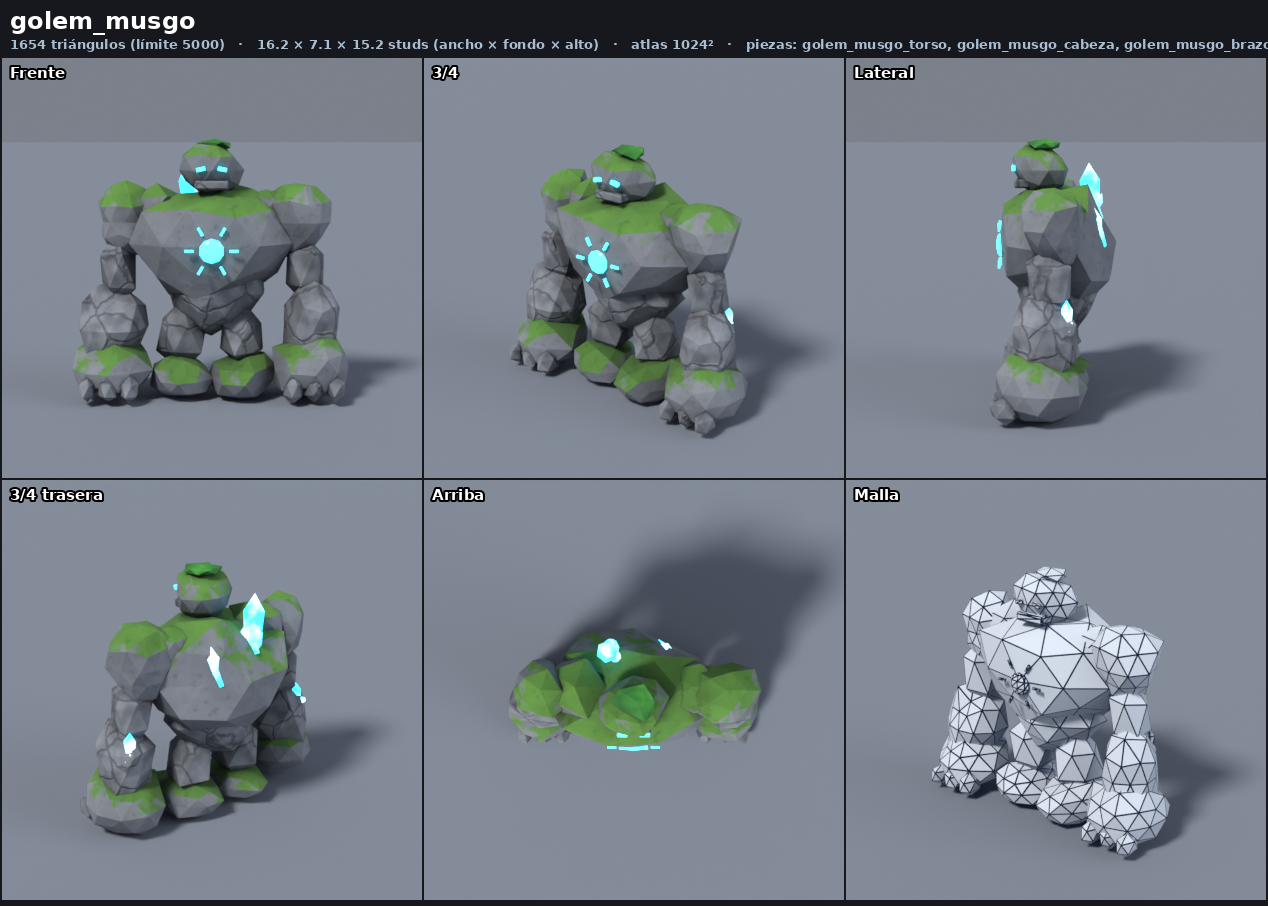 golem_musgo
1654 triángulos (límite 5000) · 16.2 × 7.1 × 15.2 studs (ancho × fondo × alto) · atlas 1024² · piezas: golem_musgo_torso, golem_musgo_cabeza, golem_musgo_brazo
Frente
3/4
Lateral
3/4 trasera
Arriba
Malla